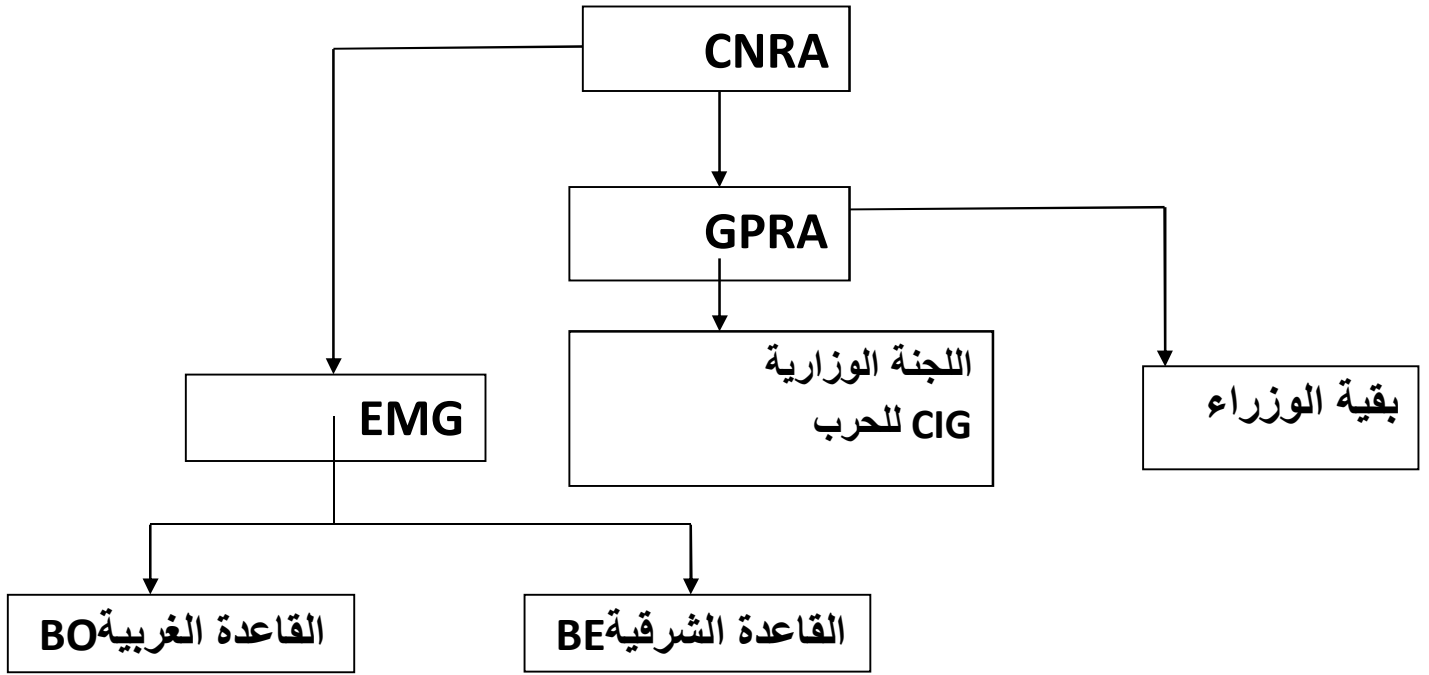 CNRA
GPRA
اللجنة الوزارية
للحرب CIG
بقية الوزراء
EMG
القاعدة الغربيةBO
القاعدة الشرقيةBE